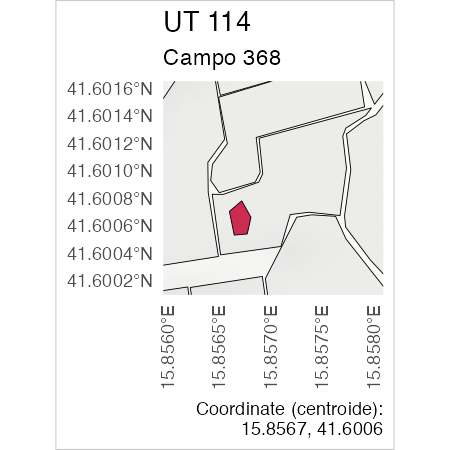 UT 114
Campo 368
41.6016°N
41.6014°N
41.6012°N
41.6010°N
41.6008°N
41.6006°N
41.6004°N
41.6002°N
15.8560°E
15.8565°E
15.8570°E
15.8575°E
15.8580°E
Coordinate (centroide):
15.8567, 41.6006